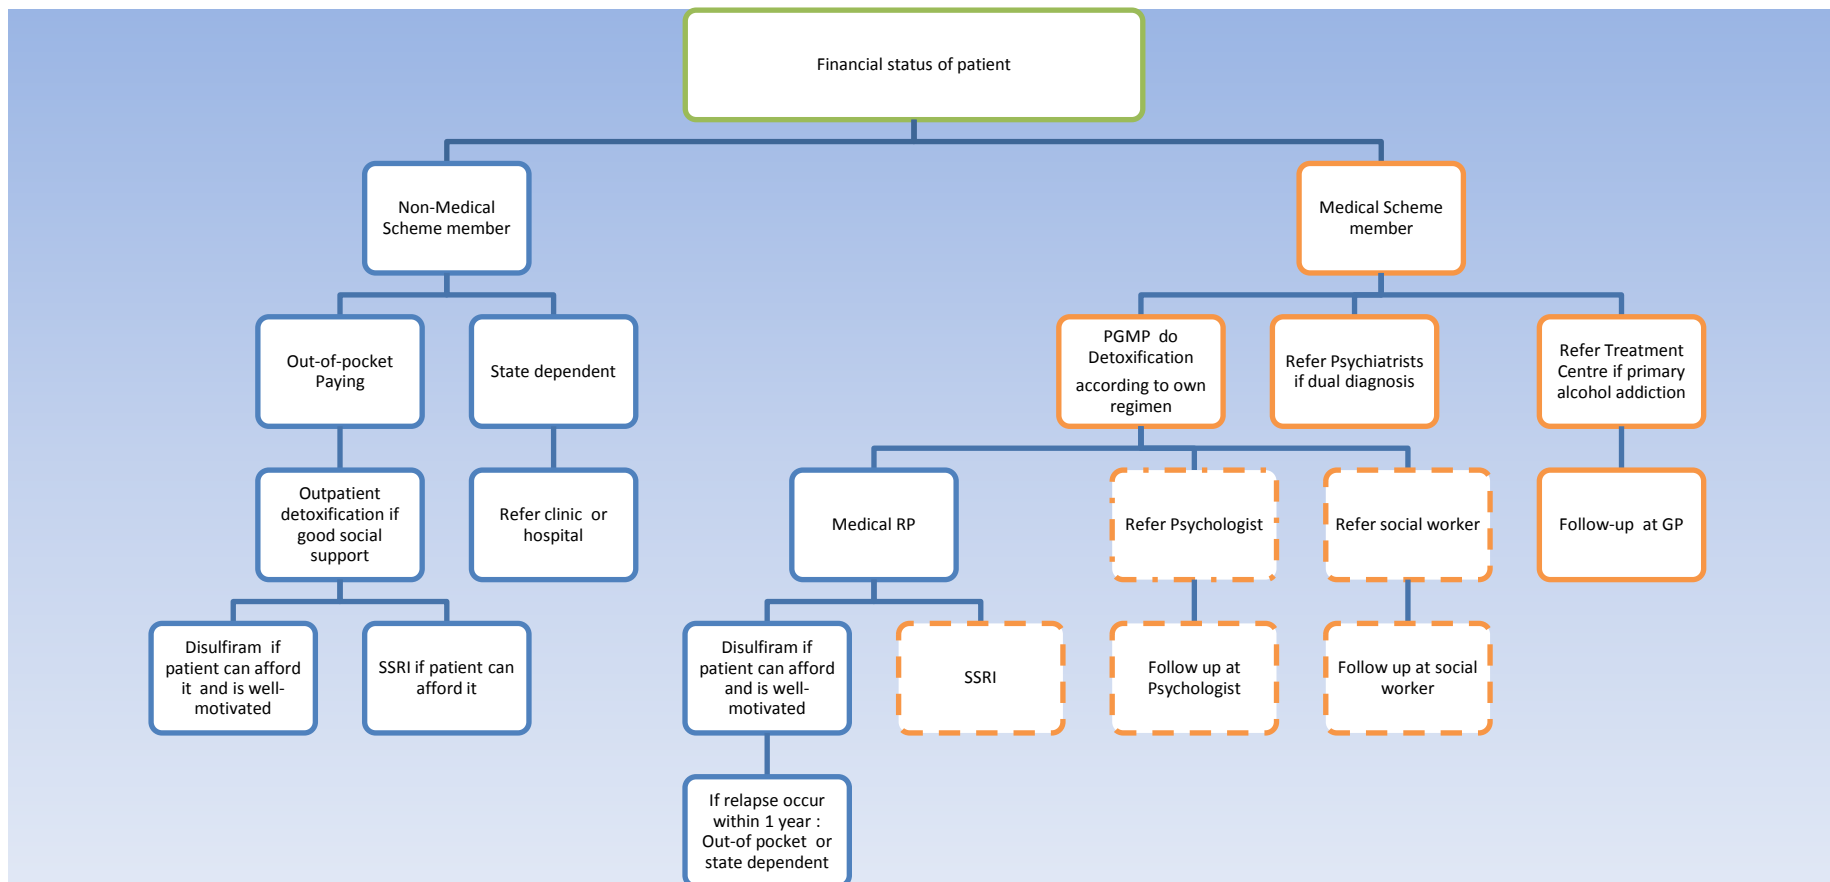 Financial status of patient
Non-Medical
Scheme member
Medical Scheme
member
Out-of-pocket
Paying
State dependent
PGMP do
Detoxification
according to own
regimen
Refer Psychiatrists
if dual diagnosis
Refer Treatment
Centre if primary
alcohol addiction
Outpatient
detoxification if
good social
support
Refer clinic or
hospital
Medical RP
Refer Psychologist
Refer social worker
Follow-up at GP
Disulfiram if
patient can afford
it and is well-
motivated
SSRI if patient can
afford it
Disulfiram if
patient can afford
and is well-
motivated
SSRI
Follow up at
Psychologist
Follow up at social
worker
If relapse occur
within 1 year :
Out-of pocket or
state dependent